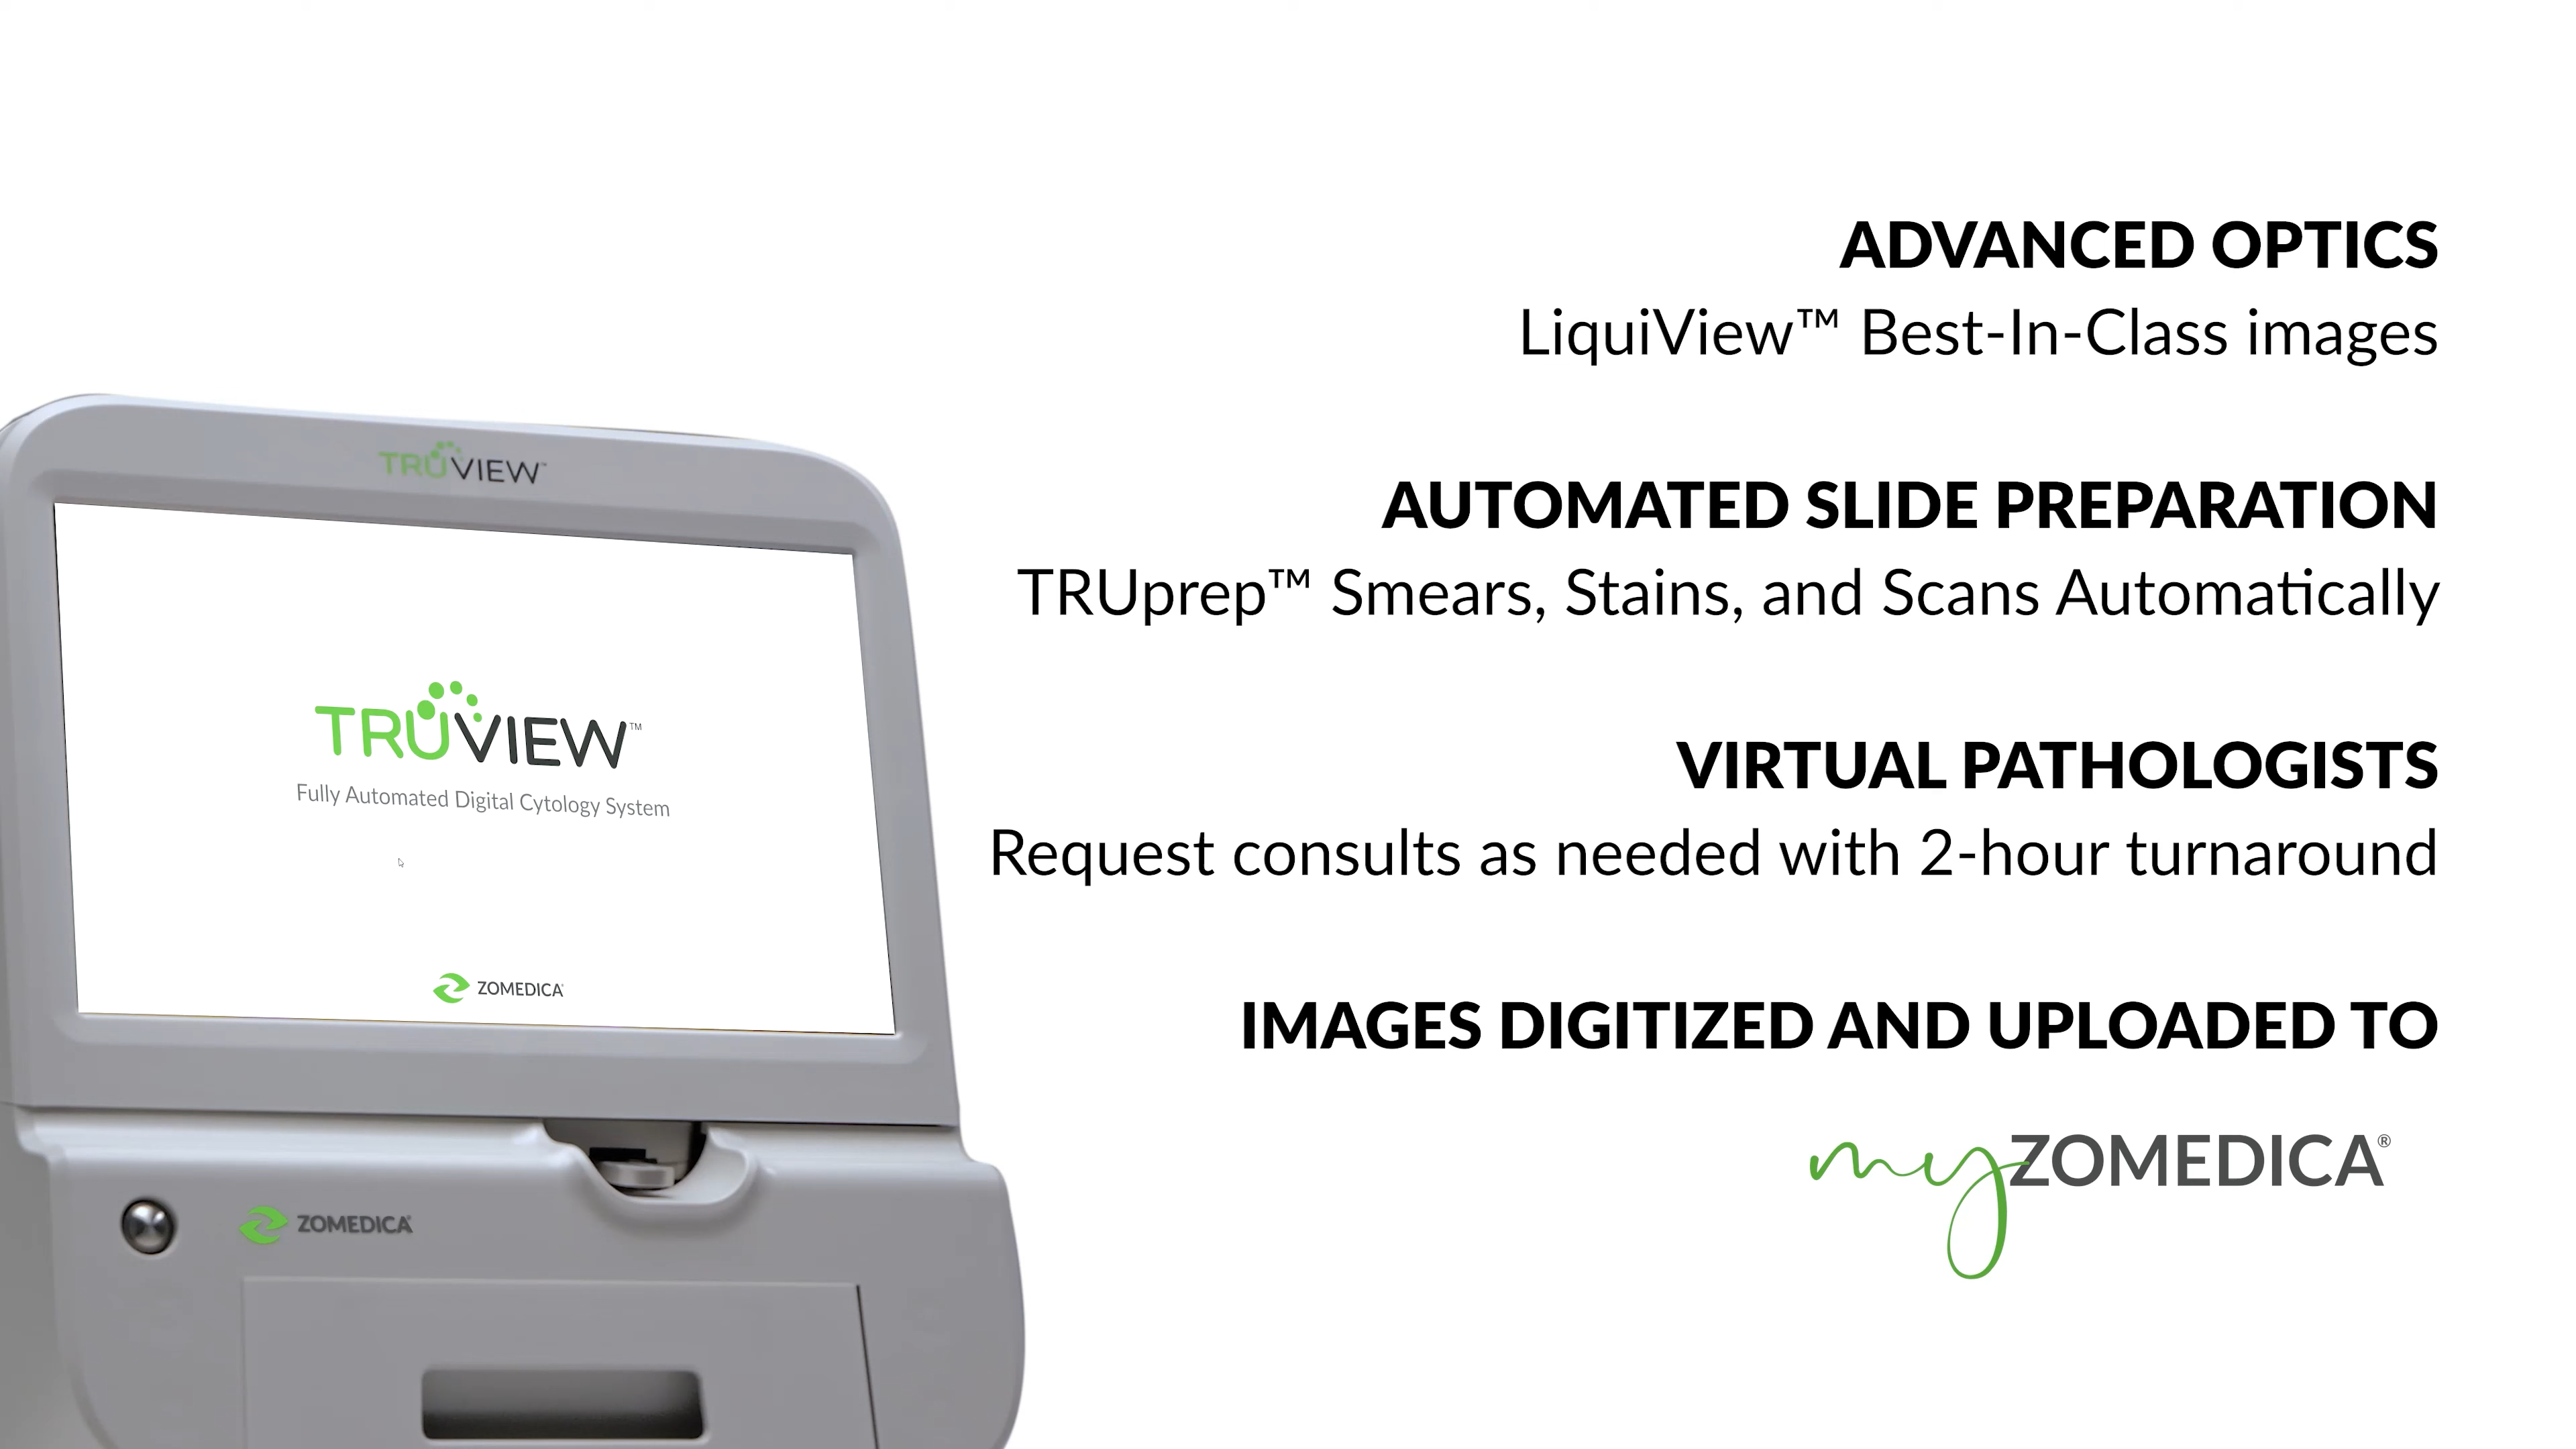 ADVANCED OPTICS
LiquiView™ Best-In-Class images
AUTOMATED SLIDE PREPARATION
TRUprep™ Smears, Stains, and Scans Automatically
VIRTUAL PATHOLOGISTS
Request consults as needed with 2-hour turnaround
IMAGES DIGITIZED AND UPLOADED TO
myZOMEDICA®
TRUVIEW™
TRUVIEW™
Fully Automated Digital Cytology System
ZOMEDICA
ZOMEDICA